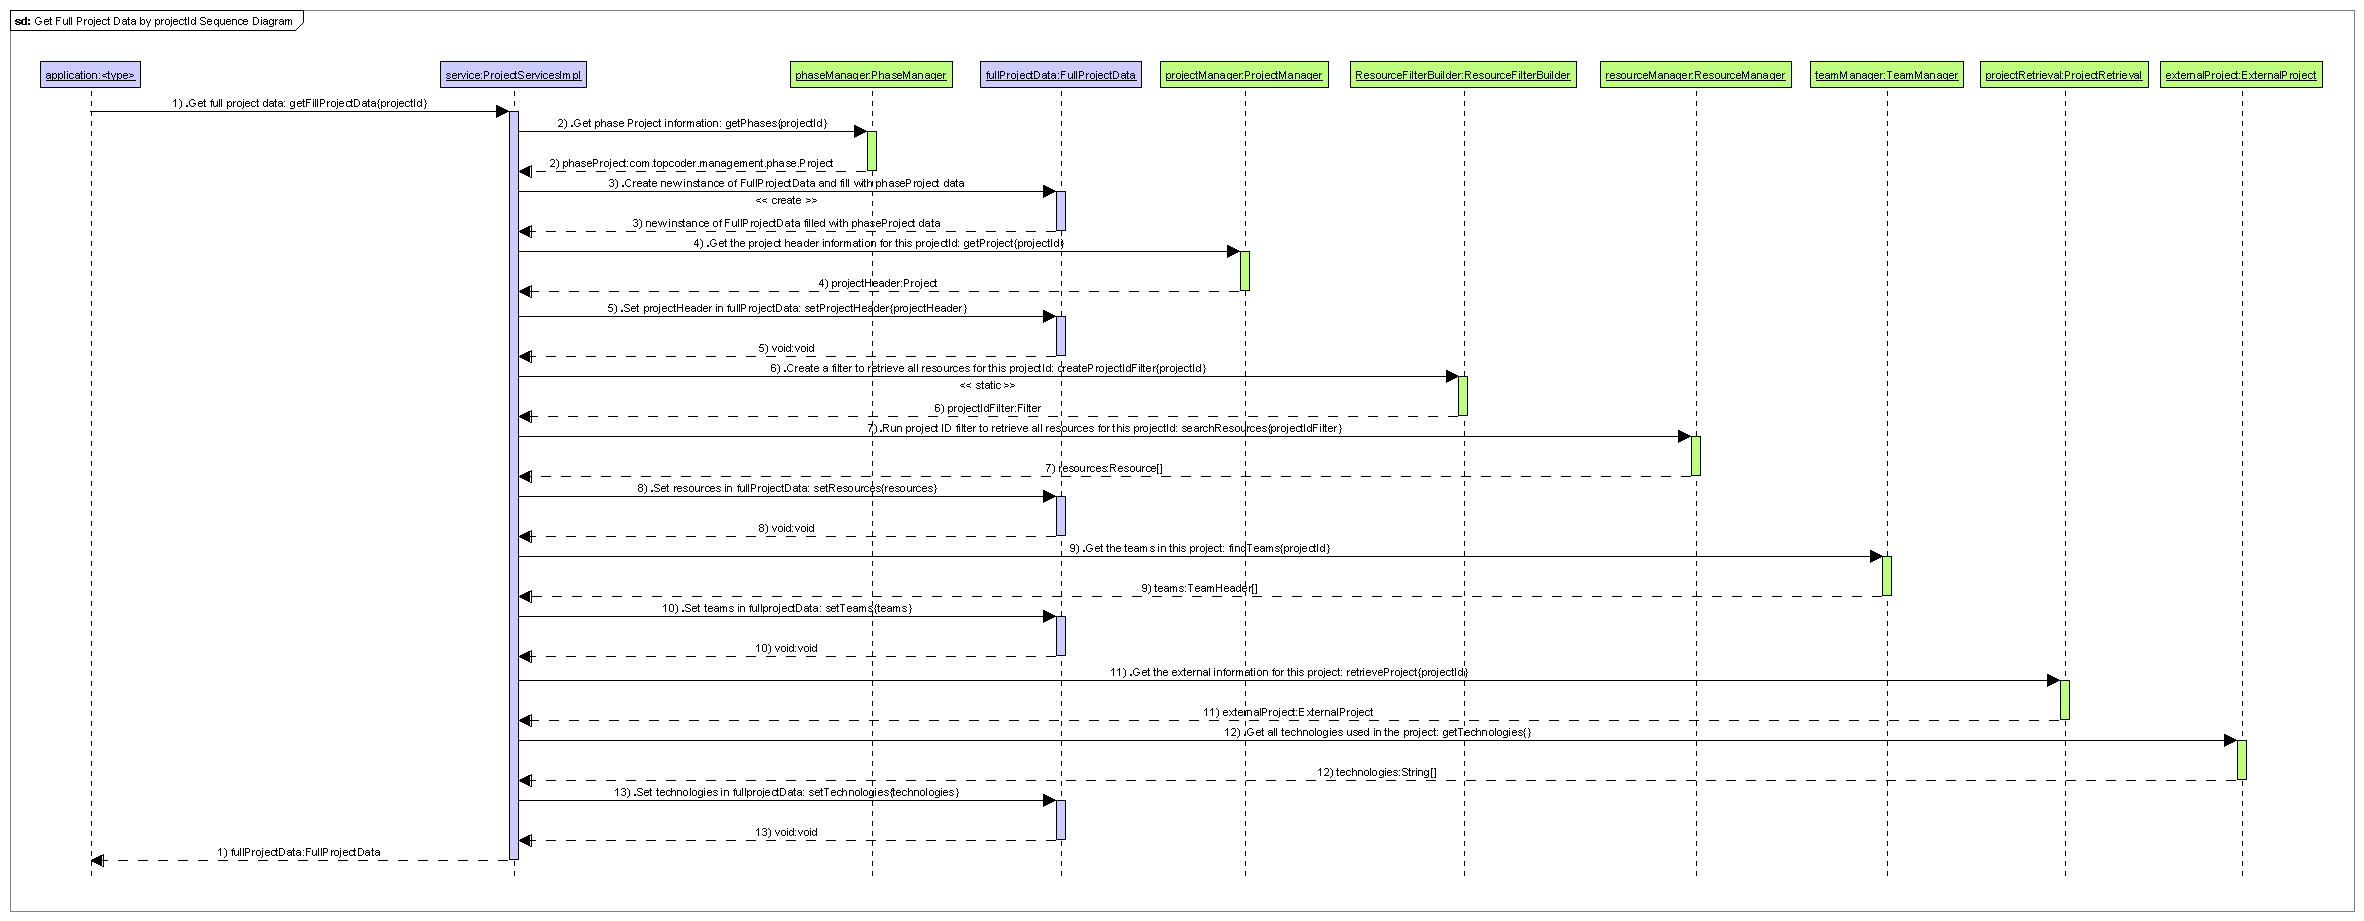 sd: Get Full Project Data by projectId Sequence Diagram
application:<type>
service:ProjectServicesImpl
phaseManager:PhaseManager
fullProjectData:FullProjectData
projectManager:ProjectManager
ResourceFilterBuilder:ResourceFilterBuilder
resourceManager:ResourceManager
teamManager:TeamManager
projectRetrieval:ProjectRetrieval
externalProject:ExternalProject
1) .Get full project data: getFillProjectData{projectId}
2) .Get phase Project information: getPhases{projectId}
2) phaseProject:com.topcoder.management.phase.Project
3) .Create new instance of FullProjectData and fill with phaseProject data
<< create >>
3) new instance of FullProjectData filled with phaseProject data
4) .Get the project header information for this projectId: getProject{projectId}
4) projectHeader:Project
5) .Set projectHeader in fullProjectData: setProjectHeader{projectHeader}
5) void:void
6) .Create a filter to retrieve all resources for this projectId: createProjectIdFilter{projectId}
<< static >>
6) projectIdFilter:Filter
7) .Run project ID filter to retrieve all resources for this projectId: searchResources{projectIdFilter}
7) resources:Resource[]
8) .Set resources in fullProjectData: setResources{resources}
8) void:void
9) .Get the teams in this project: findTeams{projectId}
9) teams:TeamHeader[]
10) .Set teams in fullprojectData: setTeams{teams}
10) void:void
11) .Get the external information for this project: retrieveProject{projectId}
11) externalProject:ExternalProject
12) .Get all technologies used in the project: getTechnologies{}
12) technologies:String[]
13) .Set technologies in fullprojectData: setTechnologies{technologies}
13) void:void
1) fullProjectData:FullProjectData